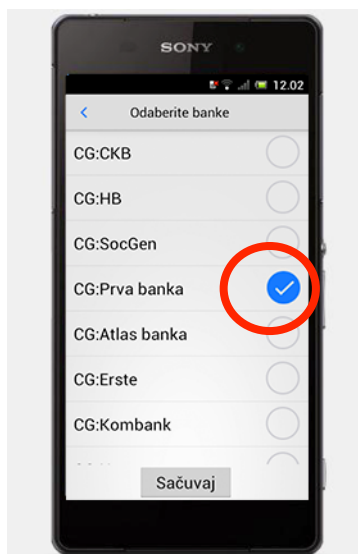 SONY
12.02
Odaberite banke
CG:CKB
CG:HB
CG:SocGen
CG:Prva banka
CG:Atlas banka
CG:Erste
CG:Kombank
Sačuvaj